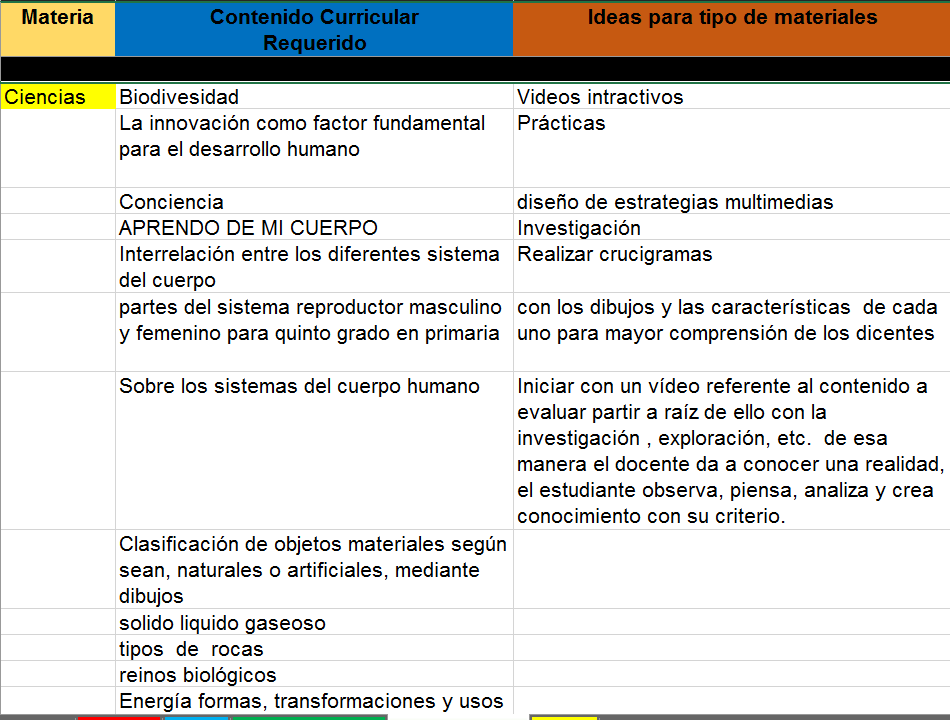 Materia
Contenido Curricular
Requerido
Ideas para tipo de materiales
Ciencias
Biodivesidad
Videos intractivos
La innovación como factor fundamental
para el desarrollo humano
Prácticas
Conciencia
diseño de estrategias multimedias
APRENDO DE MI CUERPO
Investigación
Interrelación entre los diferentes sistema
del cuerpo
Realizar crucigramas
partes del sistema reproductor masculino
y femenino para quinto grado en primaria
con los dibujos y las características  de cada
uno para mayor comprensión de los dicentes
Sobre los sistemas del cuerpo humano
Iniciar con un vídeo referente al contenido a
evaluar partir a raíz de ello con la
investigación , exploración, etc.  de esa
manera el docente da a conocer una realidad,
el estudiante observa, piensa, analiza y crea
conocimiento con su criterio.
Clasificación de objetos materiales según
sean, naturales o artificiales, mediante
dibujos
solido liquido gaseoso
tipos  de  rocas
reinos biológicos
Energía formas, transformaciones y usos